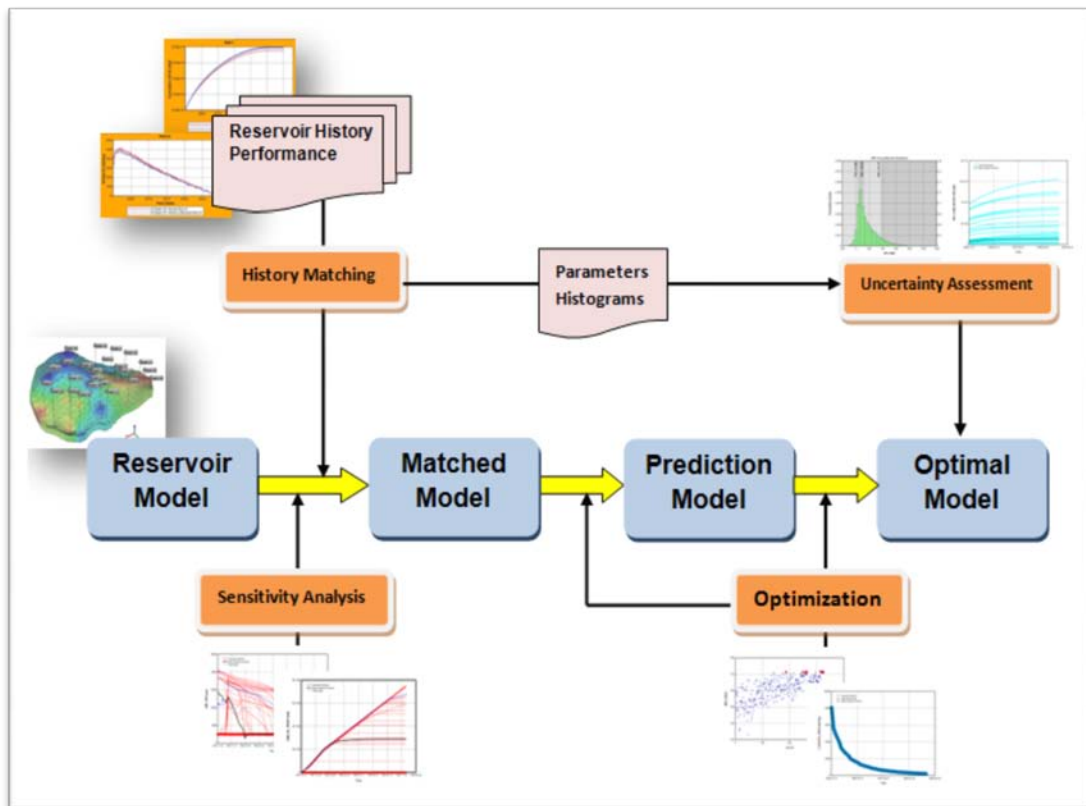 Reservoir History
Performance
History Matching
Parameters
Histograms
Uncertainty Assessment
Reservoir
Model
Matched
Model
Prediction
Model
Optimal
Model
Sensitivity Analysis
Optimization